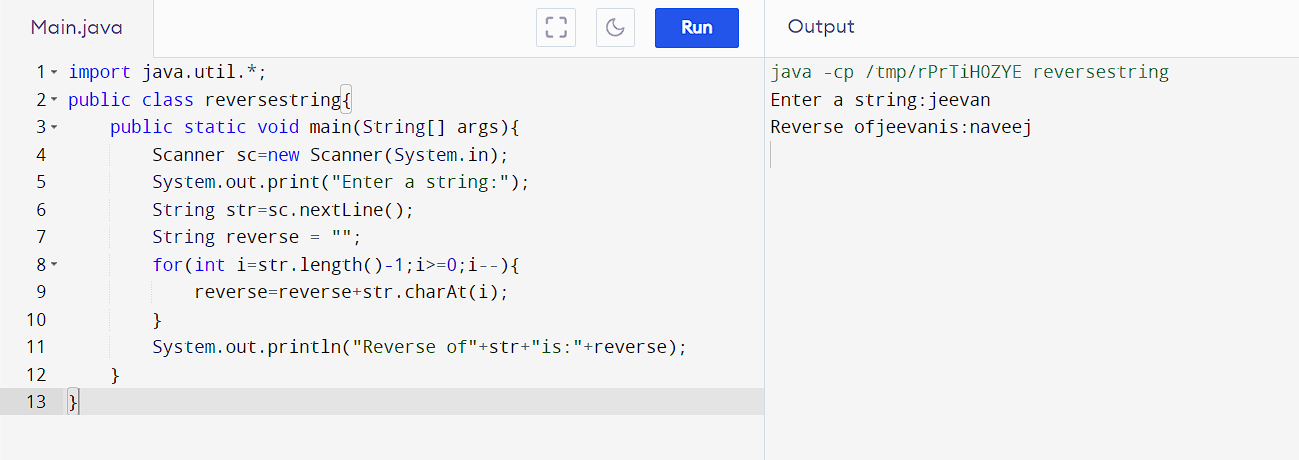 Main.java
Run
Output
1 import java.util.*;
2 public class reversestring{
3 public static void main(String[] args){
4 Scanner sc=new Scanner(System.in);
5 System.out.print("Enter a string:");
6 String str=sc.nextLine();
7 String reverse = "";
8 for(int i=str.length()-1;i>=0;i--){
9 reverse=reverse+str.charAt(i);
10 }
11 System.out.println("Reverse of"+str+"is:"+reverse);
12 }
13 }
java -cp /tmp/rPrTiHOZYE reversestring
Enter a string:jeevan
Reverse ofjeevanis:naveej